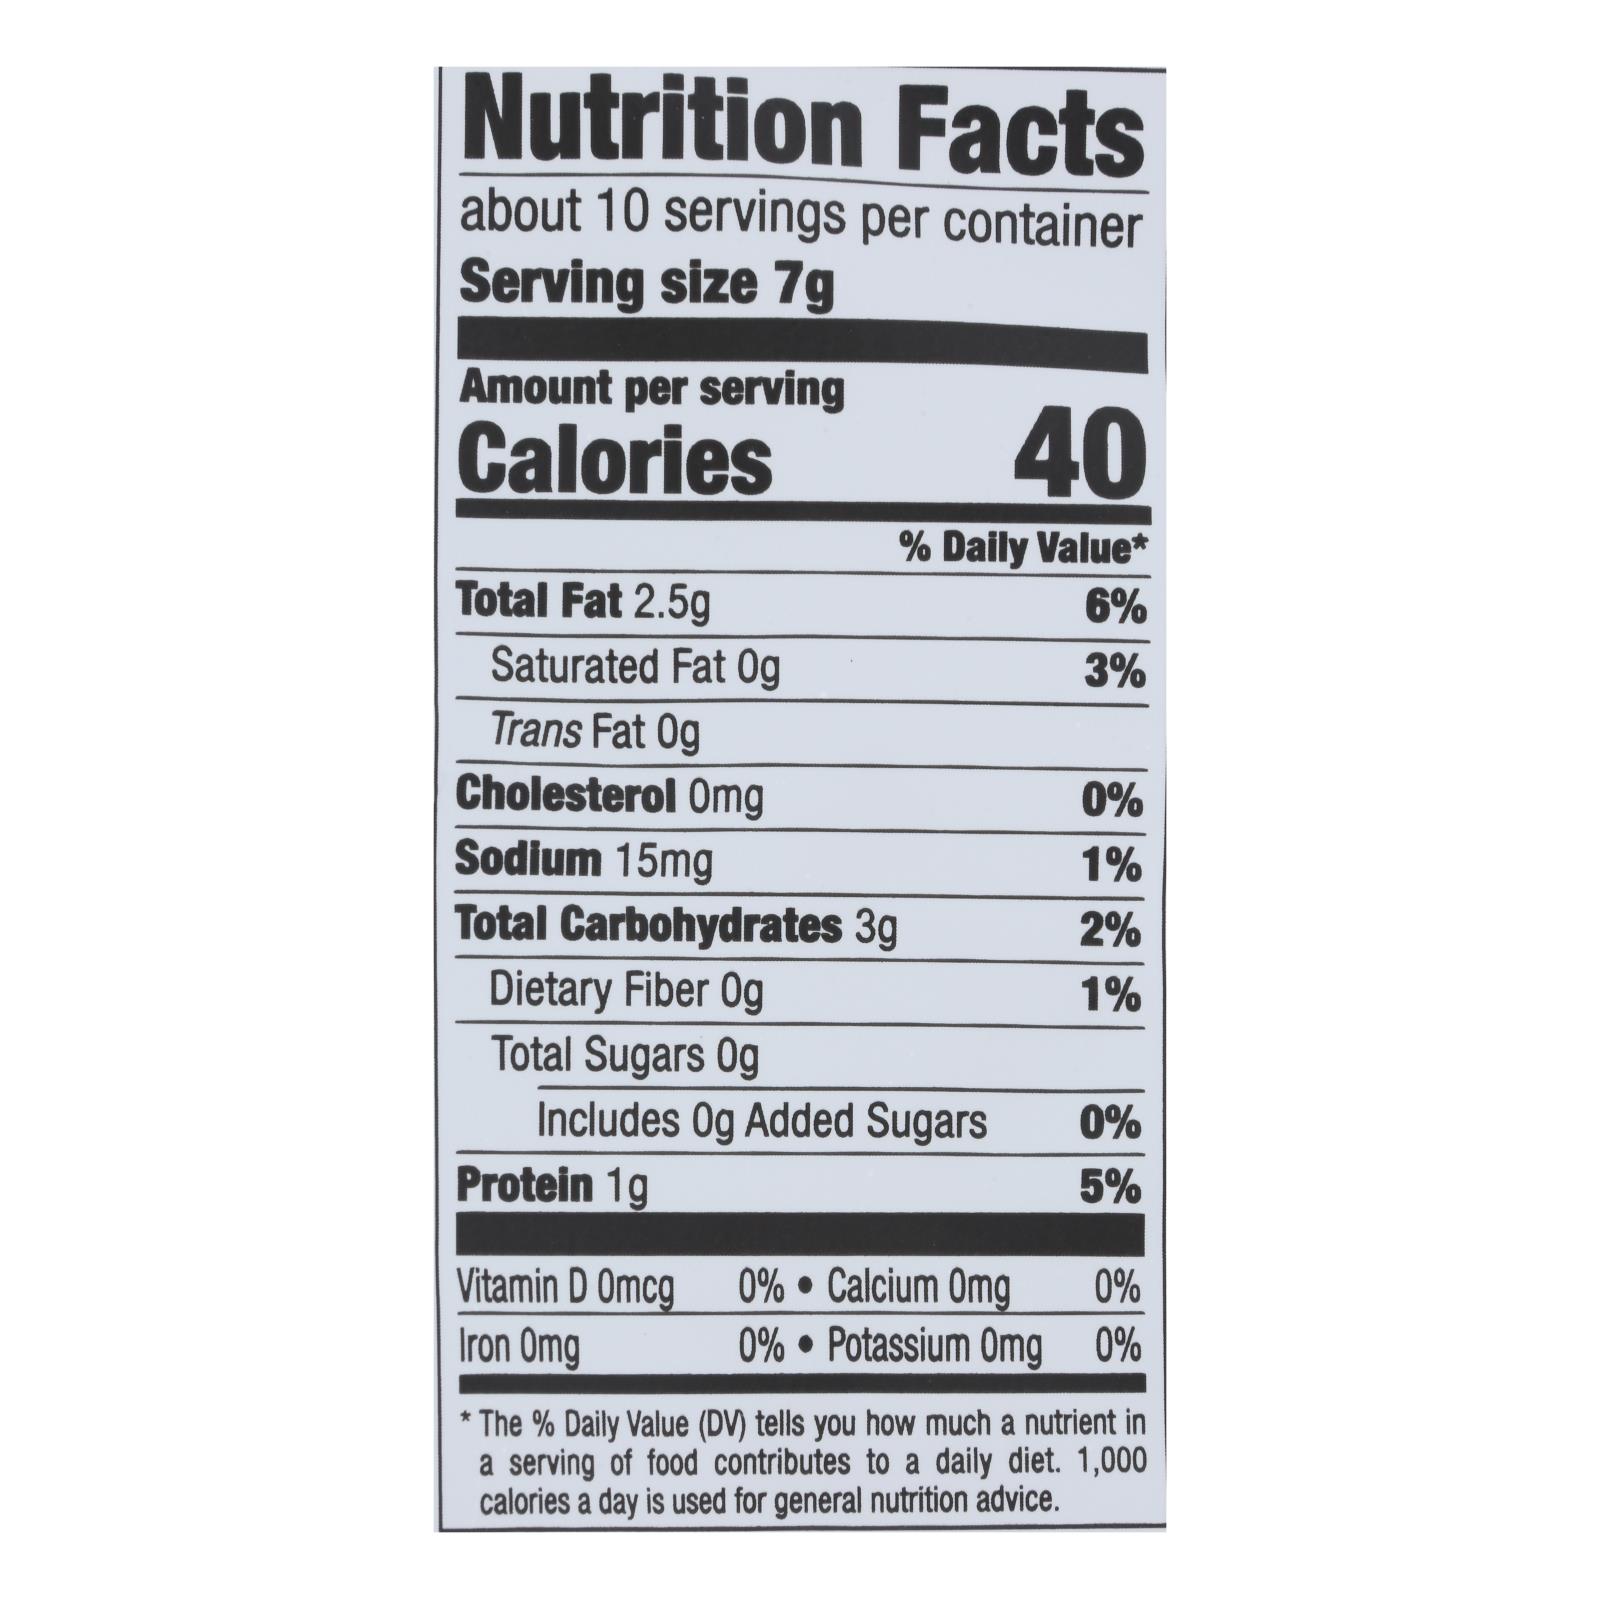 Nutrition Facts
about 10 servings per container
Serving size 7g
Amount per serving
Calories 40
% Daily Value*
Total Fat 2.5g 6%
Saturated Fat 0g 3%
Trans Fat 0g
Cholesterol 0mg 0%
Sodium 15mg 1%
Total Carbohydrates 3g 2%
Dietary Fiber 0g 1%
Total Sugars 0g
Includes 0g Added Sugars 0%
Protein 1g 5%
Vitamin D 0mcg 0% • Calcium 0mg 0%
Iron 0mg 0% • Potassium 0mg 0%
* The % Daily Value (DV) tells you how much a nutrient in
a serving of food contributes to a daily diet. 1,000
calories a day is used for general nutrition advice.